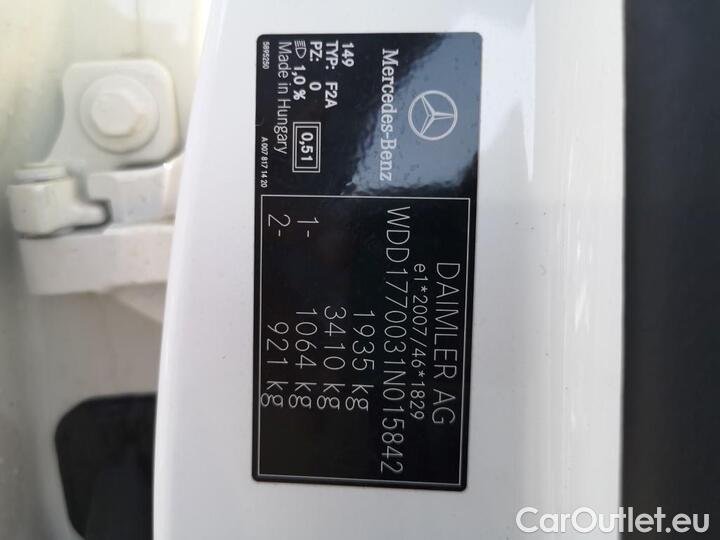 Mercedes-Benz
149
TYP: F2A
PZ: 0
1,0 %
0,51
Made in Hungary
5895250
A 007 817 14 20
DAIMLER AG
e1*2007/46*1829
WDD1770031N015842
1935 kg
3410 kg
1- 1064 kg
2- 921 kg
CarOutlet.eu